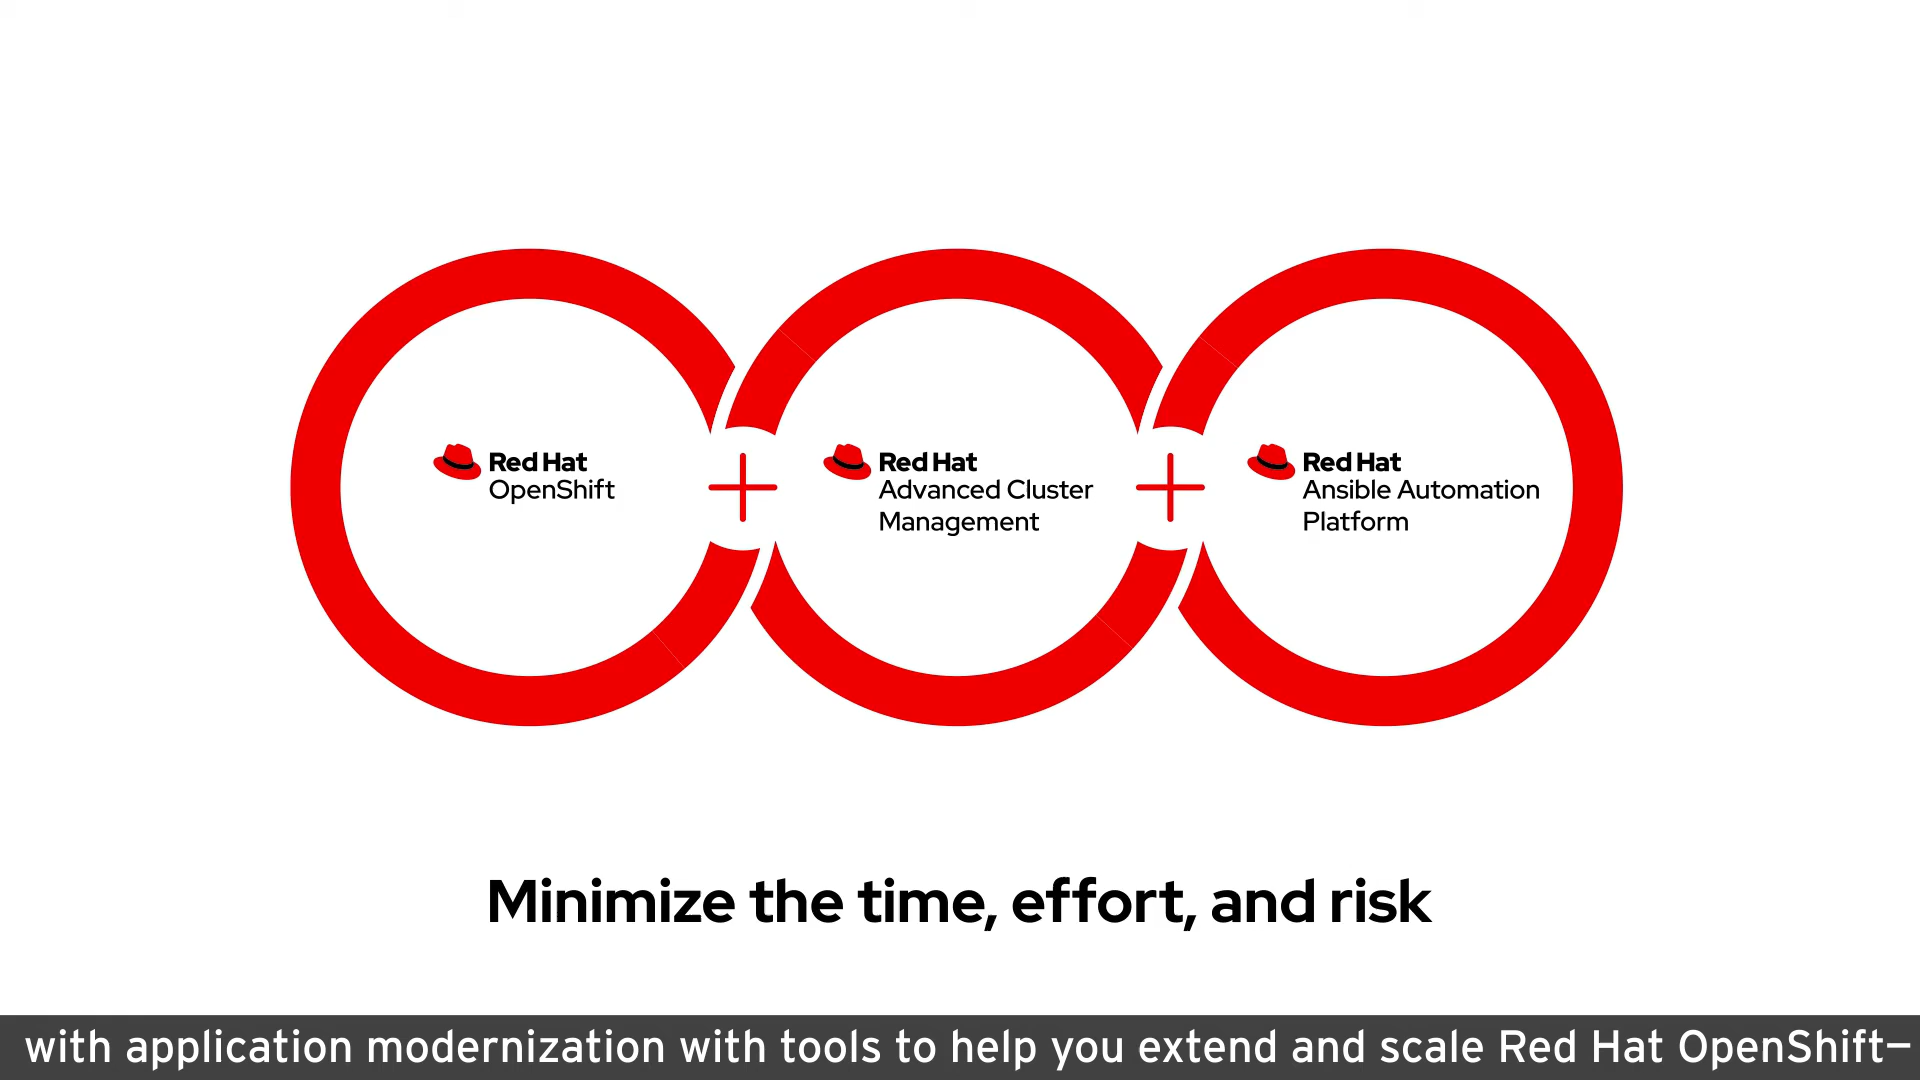 Red Hat
OpenShift
+
Red Hat
Advanced Cluster
Management
+
Red Hat
Ansible Automation
Platform
Minimize the time, effort, and risk
with application modernization with tools to help you extend and scale Red Hat OpenShift—